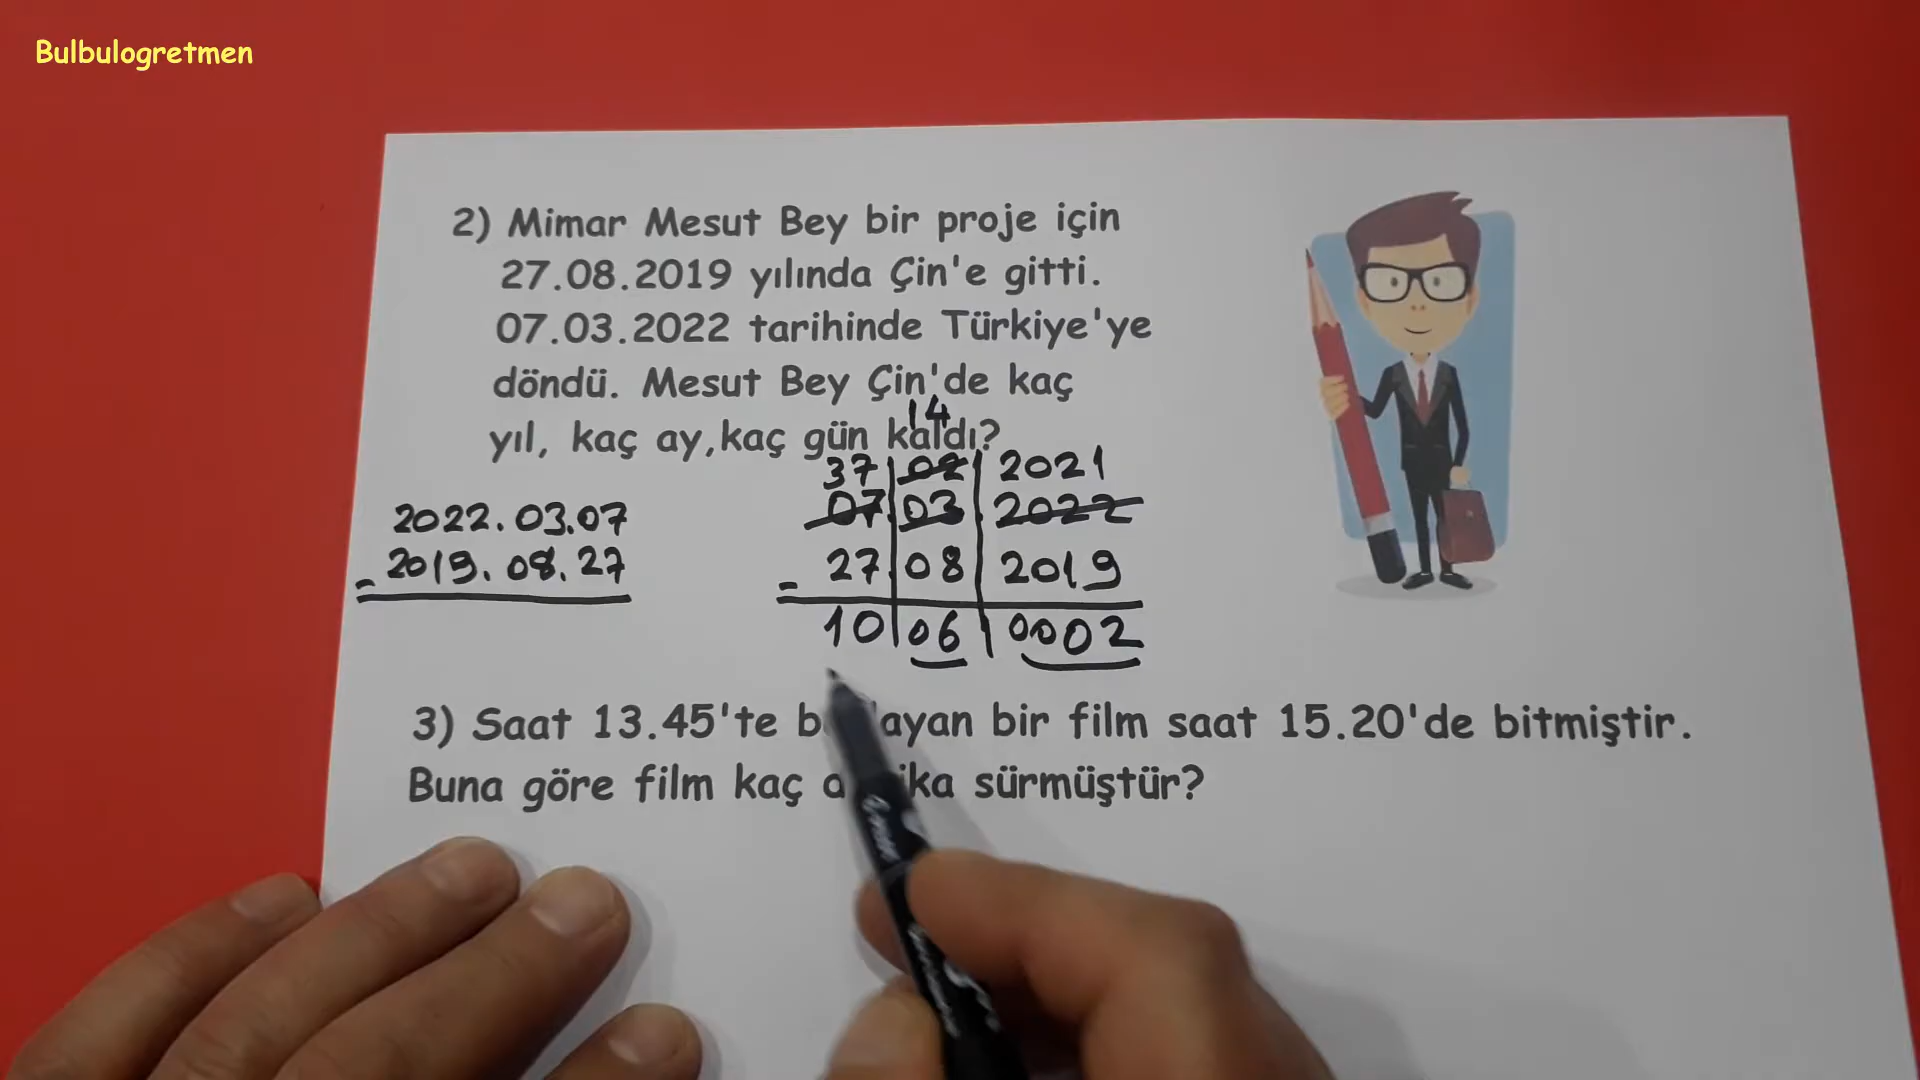 Bulbulogretmen
2) Mimar Mesut Bey bir proje için
27.08.2019 yılında Çin'e gitti.
07.03.2022 tarihinde Türkiye'ye
döndü. Mesut Bey Çin'de kaç
yıl, kaç ay,kaç gün kaldı?
14
37 02 2021
07 03 2022
- 27 08 2019
10 06 0002
2022.03.07
- 2019.08.27
3) Saat 13.45'te bir film saat 15.20'de bitmiştir.
Buna göre film kaç sürmüştür?